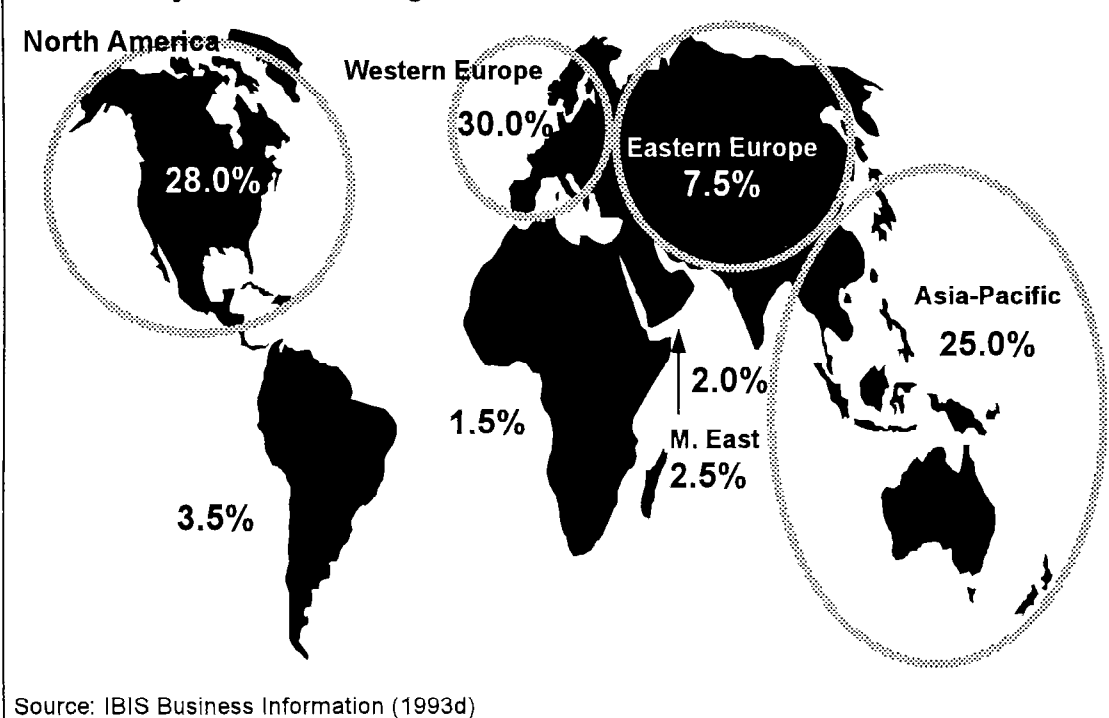 North America
Western Europe
30.0%
Eastern Europe
7.5%
28.0%
Asia-Pacific
25.0%
2.0%
1.5%
M. East
2.5%
3.5%
Source: IBIS Business Information (1993d)